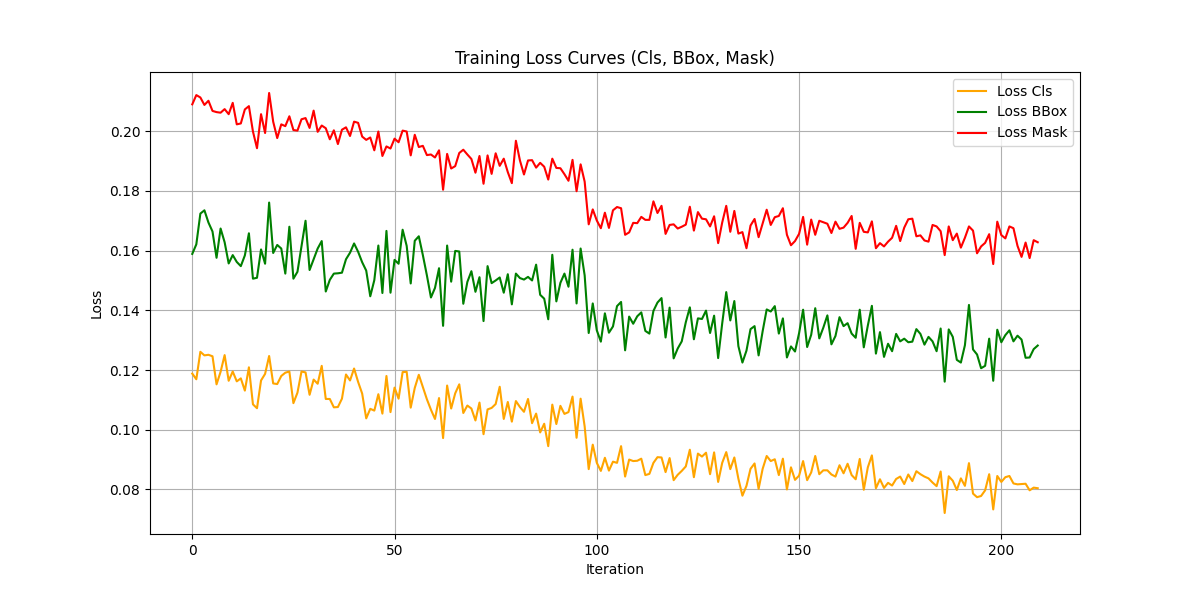 Training Loss Curves (Cls, BBox, Mask)
Loss Cls
Loss BBox
Loss Mask
Loss
0.20
0.18
0.16
0.14
0.12
0.10
0.08
0 50 100 150 200
Iteration